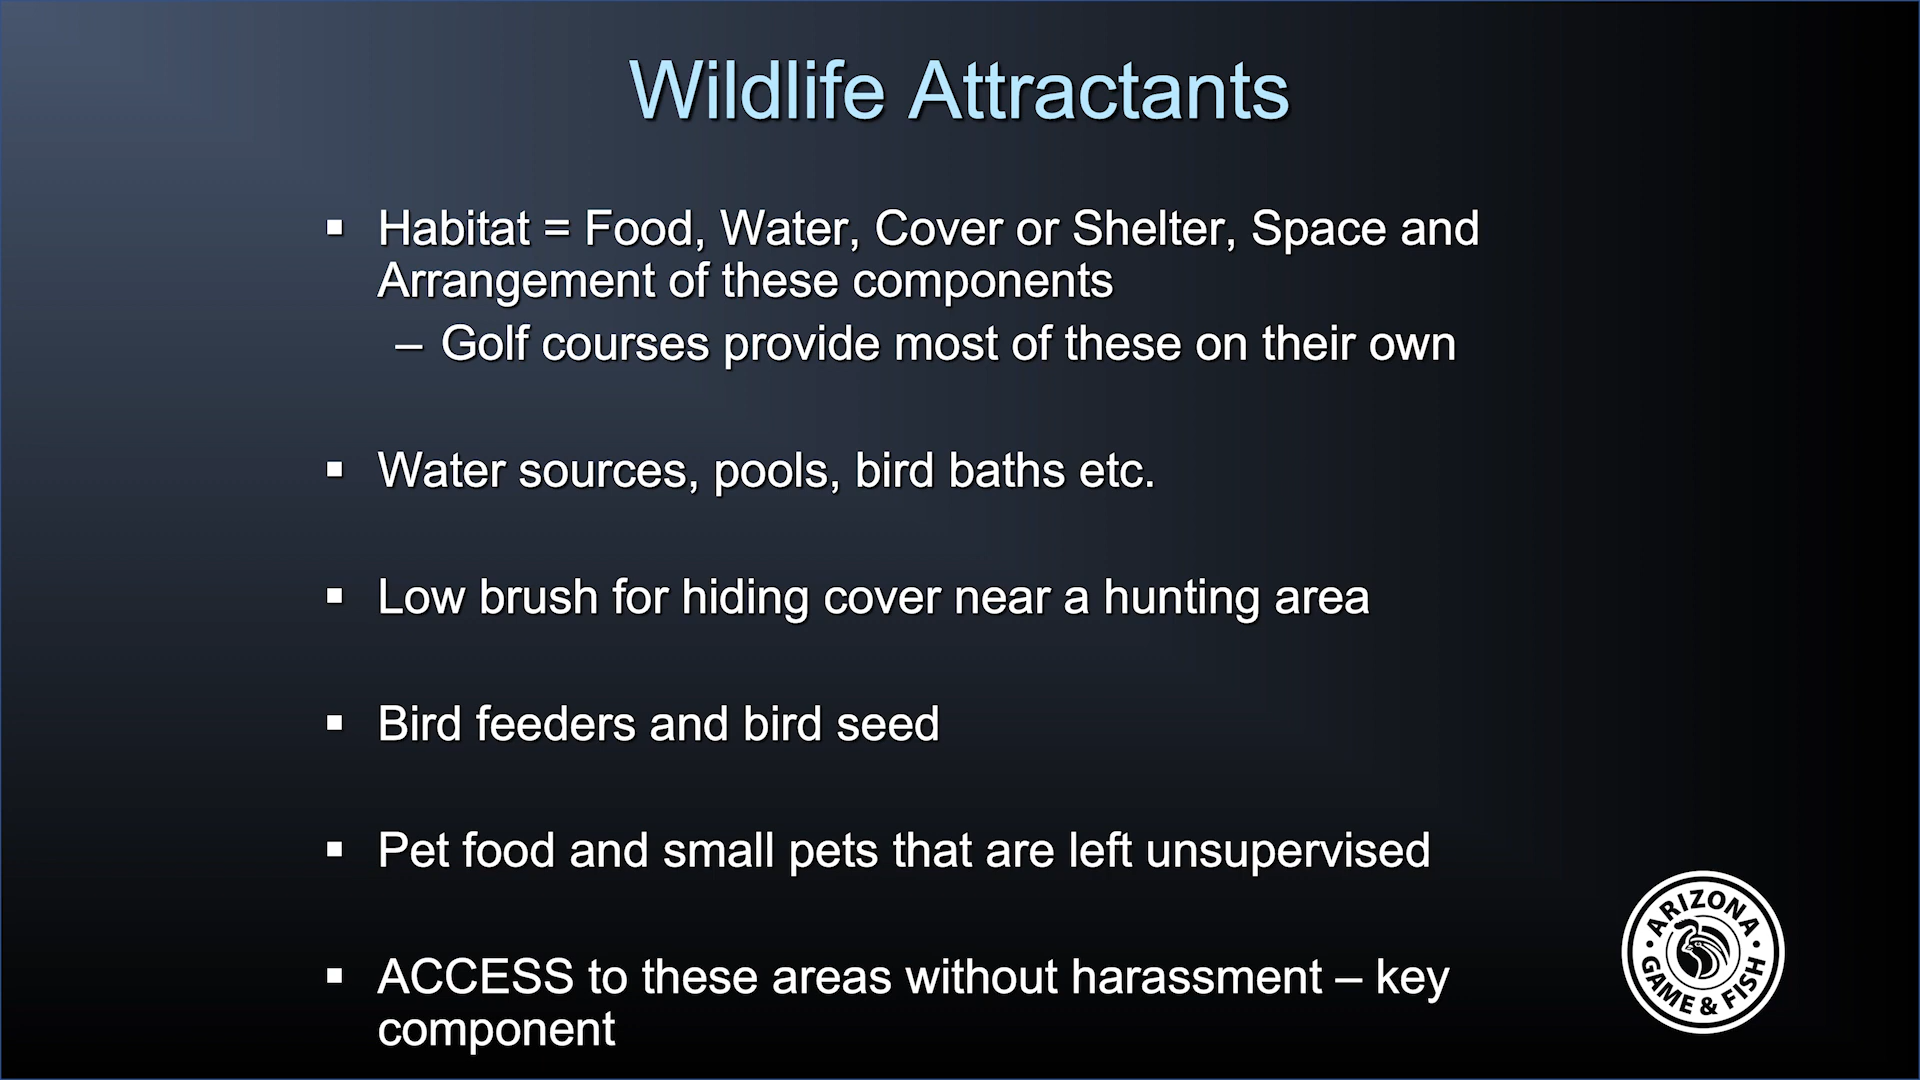 Wildlife Attractants
▪ Habitat = Food, Water, Cover or Shelter, Space and
Arrangement of these components
– Golf courses provide most of these on their own
▪ Water sources, pools, bird baths etc.
▪ Low brush for hiding cover near a hunting area
▪ Bird feeders and bird seed
▪ Pet food and small pets that are left unsupervised
▪ ACCESS to these areas without harassment – key
component
ARIZONA
GAME & FISH